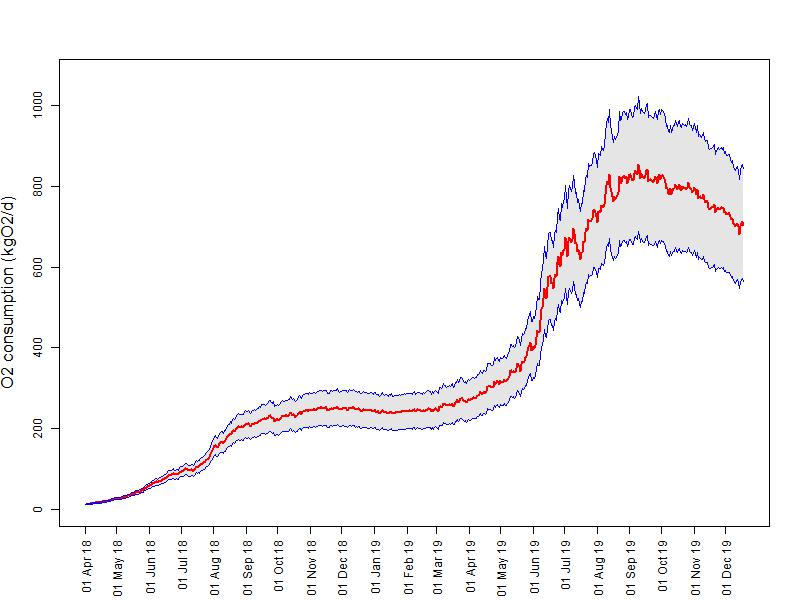 O2 consumption (kgO2/d)
1000
800
600
400
200
0
01 Apr 18
01 May 18
01 Jun 18
01 Jul 18
01 Aug 18
01 Sep 18
01 Oct 18
01 Nov 18
01 Dec 18
01 Jan 19
01 Feb 19
01 Mar 19
01 Apr 19
01 May 19
01 Jun 19
01 Jul 19
01 Aug 19
01 Sep 19
01 Oct 19
01 Nov 19
01 Dec 19